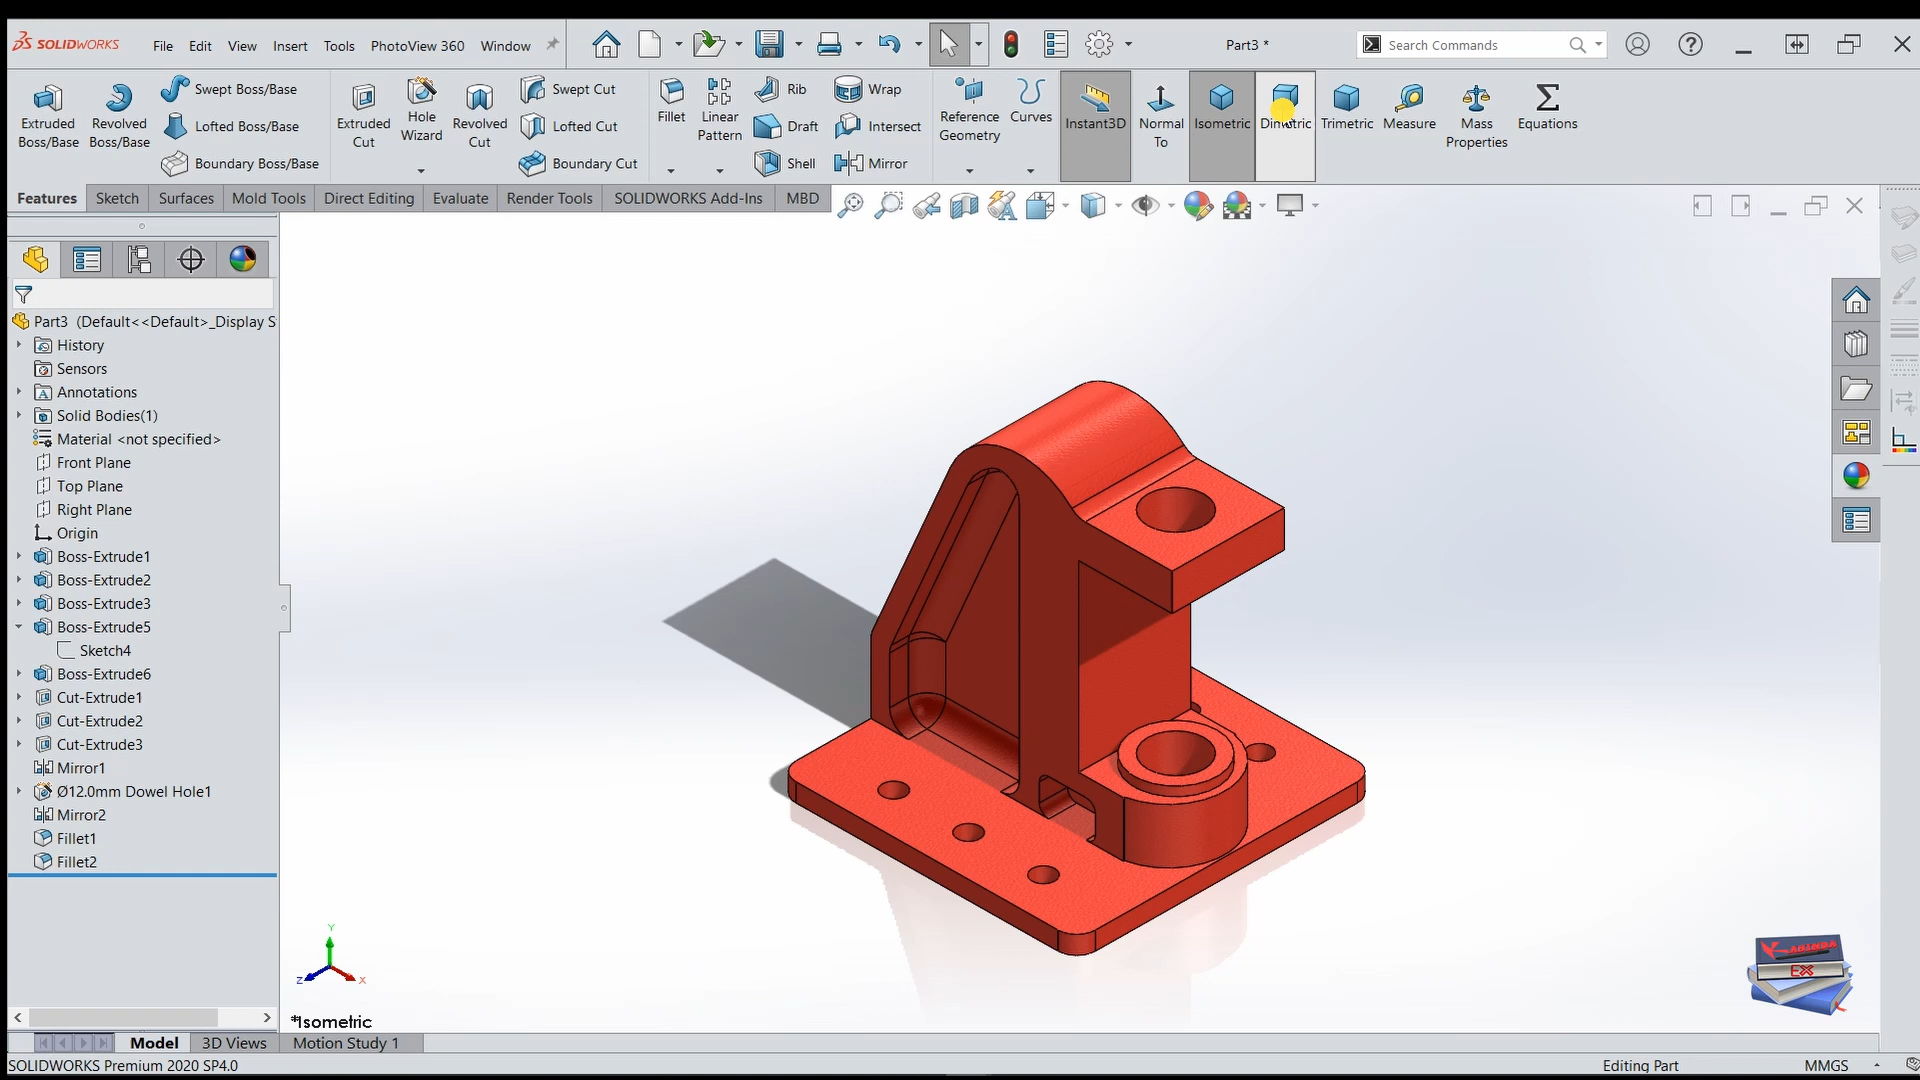 SOLIDWORKS File Edit View Insert Tools PhotoView 360 Window Part3 * Search Commands
Extruded Boss/Base
Revolved Boss/Base
Swept Boss/Base
Lofted Boss/Base
Boundary Boss/Base
Extruded Cut
Hole Wizard
Revolved Cut
Swept Cut
Lofted Cut
Boundary Cut
Fillet
Linear Pattern
Rib
Draft
Shell
Wrap
Intersect
Mirror
Reference Geometry
Curves
Instant3D
Normal To
Isometric
Dimetric
Trimetric
Measure
Mass Properties
Equations
Features Sketch Surfaces Mold Tools Direct Editing Evaluate Render Tools SOLIDWORKS Add-Ins MBD
Part3 (Default<<Default>_Display S
History
Sensors
Annotations
Solid Bodies(1)
Material <not specified>
Front Plane
Top Plane
Right Plane
Origin
Boss-Extrude1
Boss-Extrude2
Boss-Extrude3
Boss-Extrude5
Sketch4
Boss-Extrude6
Cut-Extrude1
Cut-Extrude2
Cut-Extrude3
Mirror1
Ø12.0mm Dowel Hole1
Mirror2
Fillet1
Fillet2
Y
Z
X
EX
*Isometric
Model 3D Views Motion Study 1
SOLIDWORKS Premium 2020 SP4.0 Editing Part MMGS